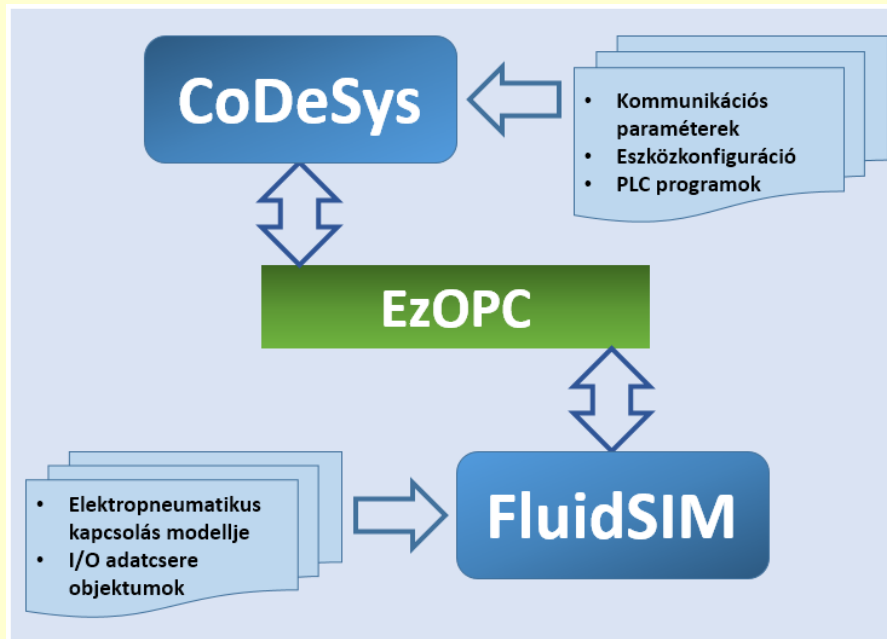 CoDeSys
• Kommunikációs
paraméterek
• Eszközkonfiguráció
• PLC programok
EzOPC
• Elektropneumatikus
kapcsolás modellje
• I/O adatcsere
objektumok
FluidSIM